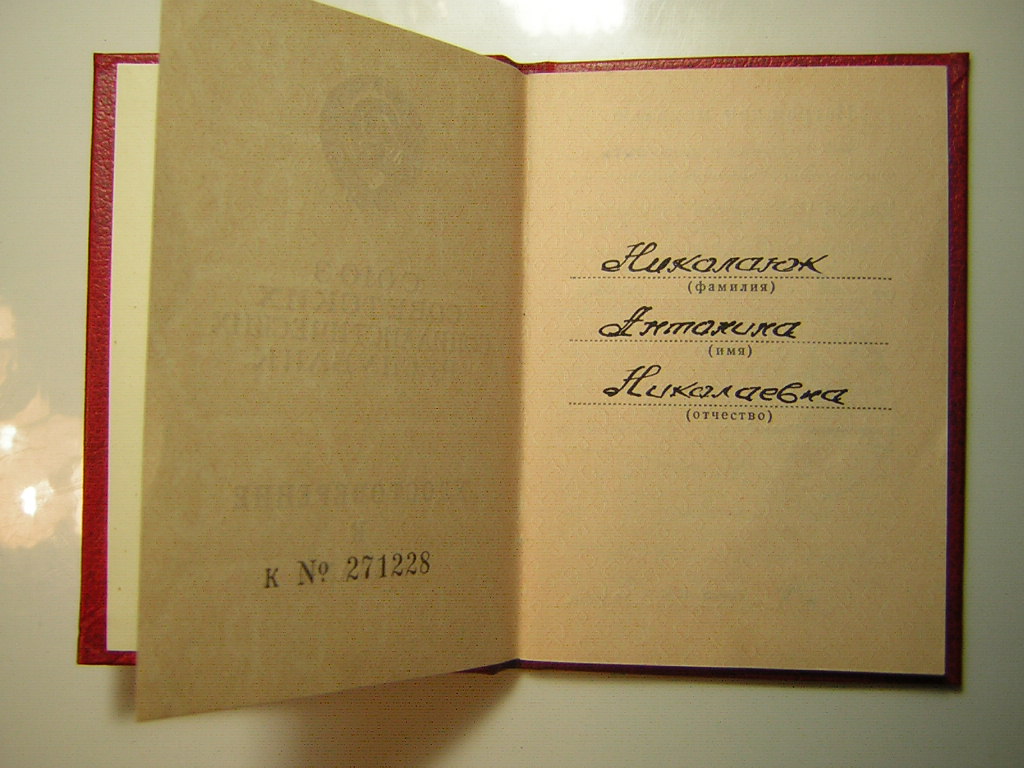 К № 271228
Николаюк
(фамилия)
Антонина
(имя)
Николаевна
(отчество)